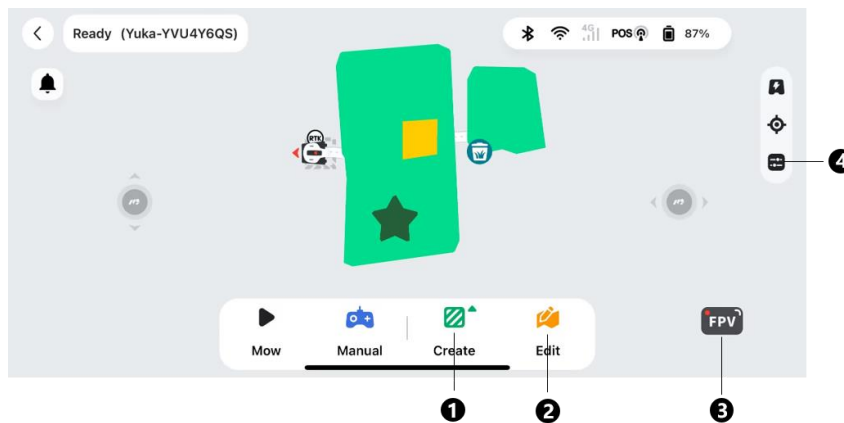 Ready (Yuka-YVU4Y6QS)
4G POS 87%
RTK
4
FPV
Mow Manual Create Edit
1 2 3